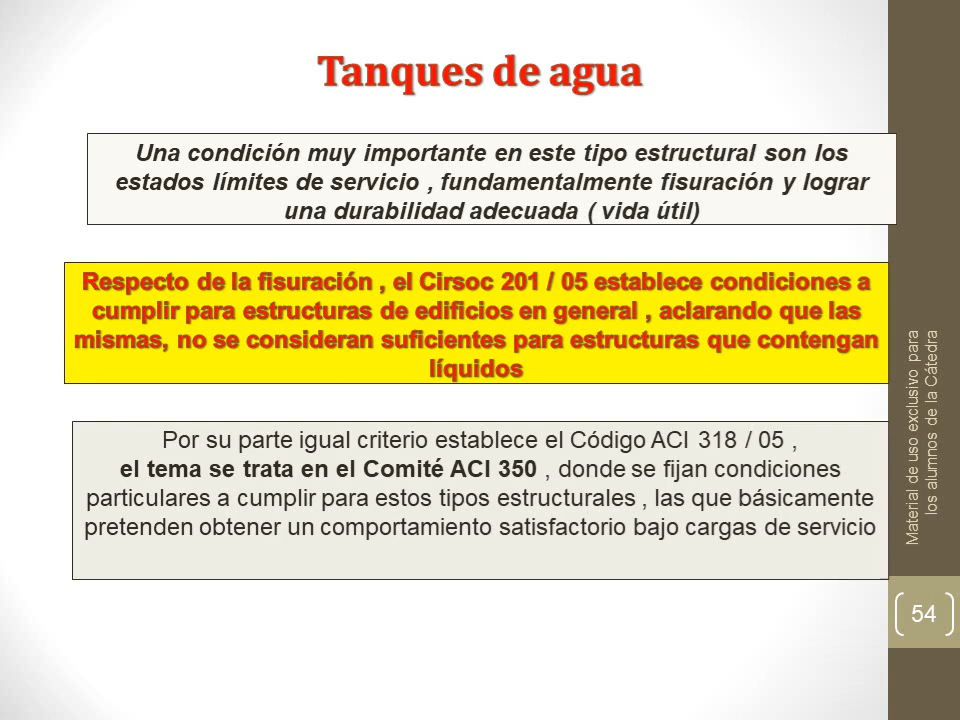 Tanques de agua
Una condición muy importante en este tipo estructural son los
estados límites de servicio , fundamentalmente fisuración y lograr
una durabilidad adecuada ( vida útil)
Respecto de la fisuración , el Cirsoc 201 / 05 establece condiciones a
cumplir para estructuras de edificios en general , aclarando que las
mismas, no se consideran suficientes para estructuras que contengan
líquidos
Por su parte igual criterio establece el Código ACI 318 / 05 ,
el tema se trata en el Comité ACI 350 , donde se fijan condiciones
particulares a cumplir para estos tipos estructurales , las que básicamente
pretenden obtener un comportamiento satisfactorio bajo cargas de servicio
Material de uso exclusivo para
los alumnos de la Cátedra
54